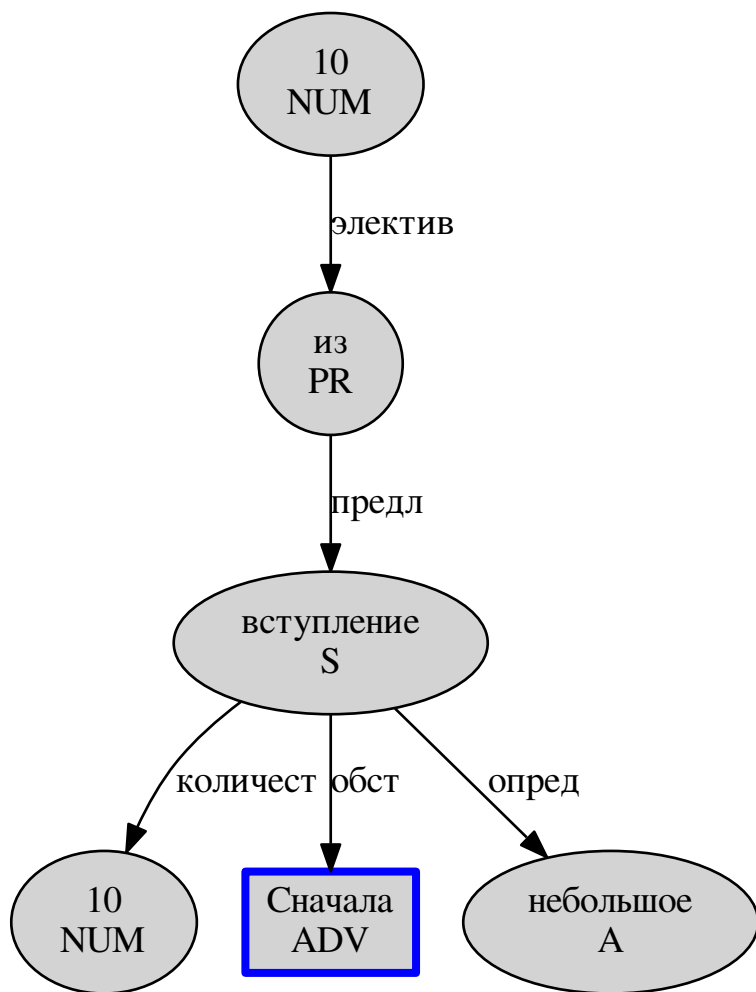 10
NUM
электив
из
PR
предл
вступление
S
количест
обст
опред
10
NUM
Сначала
ADV
небольшое
A